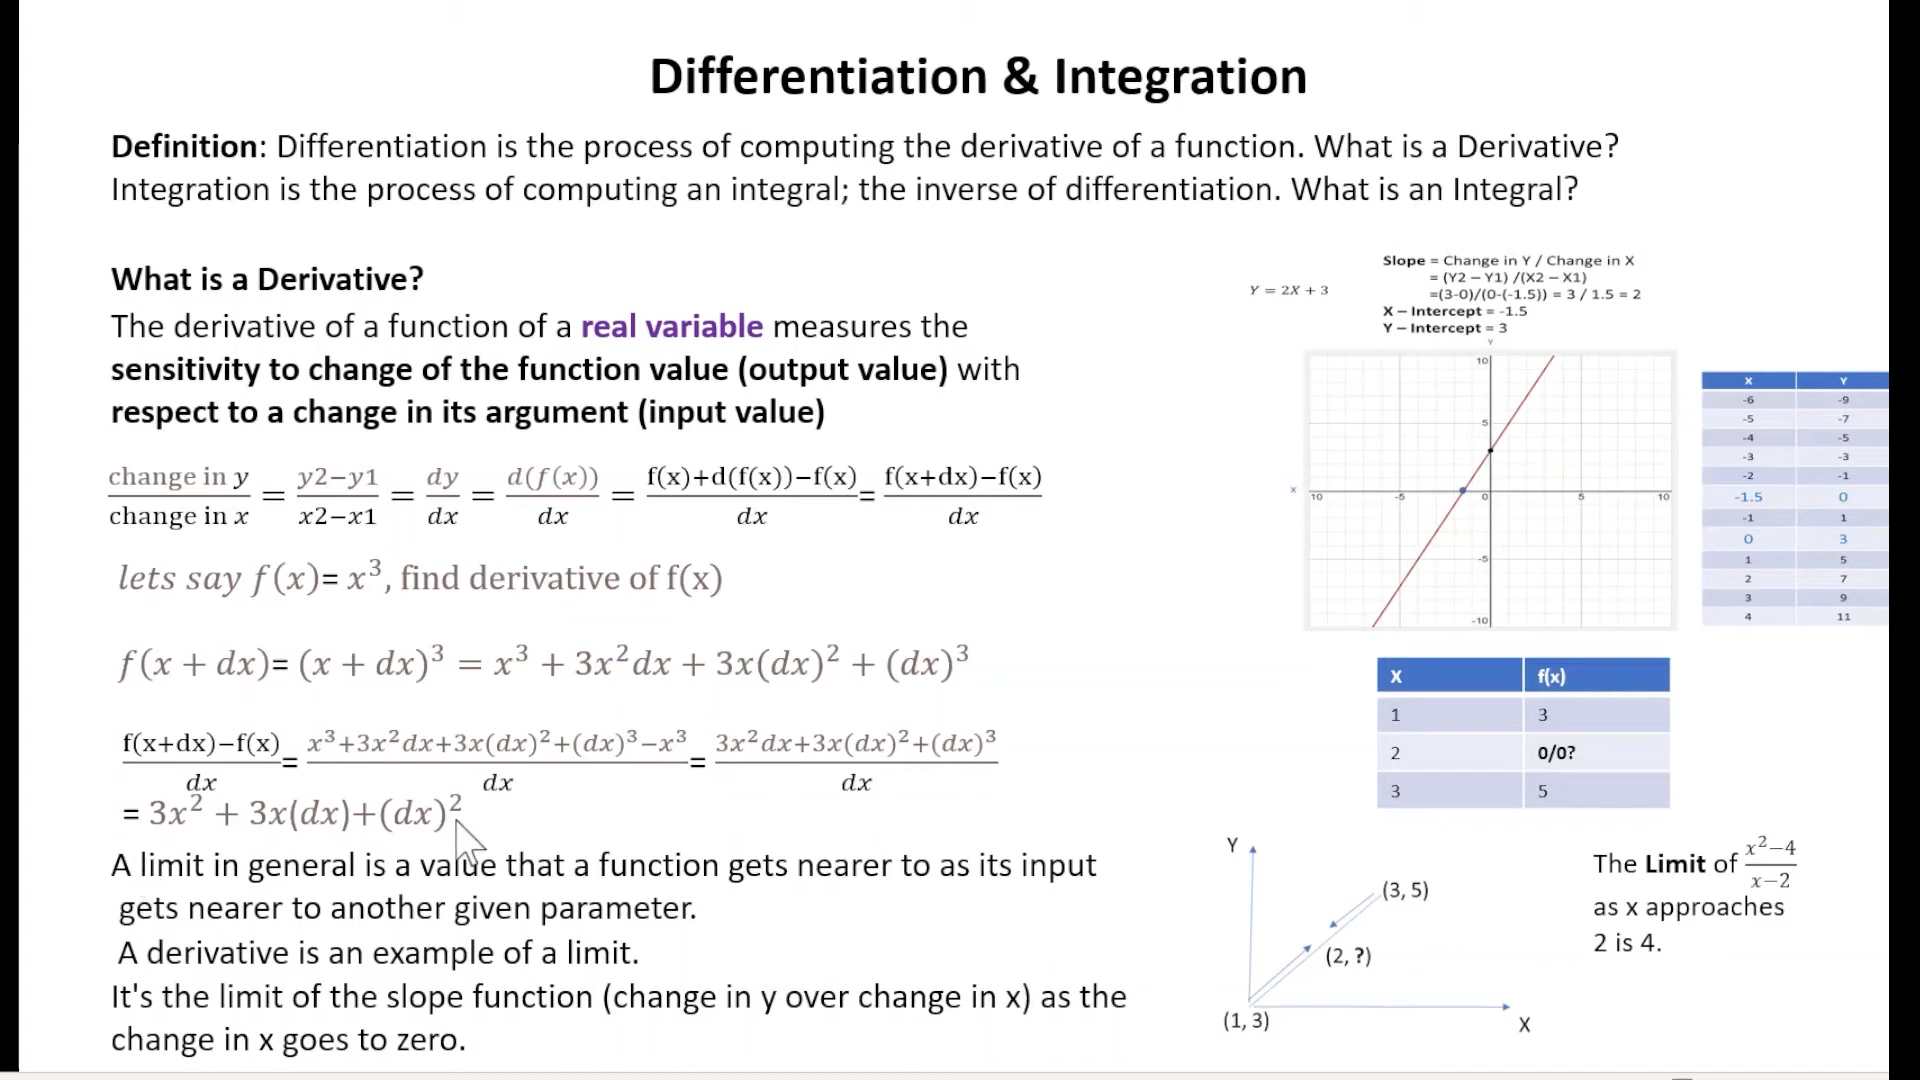 Differentiation & Integration
Definition: Differentiation is the process of computing the derivative of a function. What is a Derivative?
Integration is the process of computing an integral; the inverse of differentiation. What is an Integral?
What is a Derivative?
The derivative of a function of a real variable measures the
sensitivity to change of the function value (output value) with
respect to a change in its argument (input value)
change in y / change in x = y2−y1 / x2−x1 = dy / dx = d(f(x)) / dx = f(x)+d(f(x))−f(x) / dx = f(x+dx)−f(x) / dx
lets say f(x)= x³, find derivative of f(x)
f(x + dx)= (x + dx)³ = x³ + 3x²dx + 3x(dx)² + (dx)³
f(x+dx)−f(x) / dx = x³+3x²dx+3x(dx)²+(dx)³−x³ / dx = 3x²dx+3x(dx)²+(dx)³ / dx
= 3x² + 3x(dx)+(dx)²
A limit in general is a value that a function gets nearer to as its input
gets nearer to another given parameter.
A derivative is an example of a limit.
It's the limit of the slope function (change in y over change in x) as the
change in x goes to zero.
Y = 2X + 3
Slope = Change in Y / Change in X
= (Y2 – Y1) /(X2 – X1)
=(3-0)/(0-(-1.5)) = 3 / 1.5 = 2
X – Intercept = -1.5
Y – Intercept = 3
Y
10
5
X 10 -5 0 5 10
-5
-10
X Y
-6 -9
-5 -7
-4 -5
-3 -3
-2 -1
-1.5 0
-1 1
0 3
1 5
2 7
3 9
4 11
X f(x)
1 3
2 0/0?
3 5
Y
(3, 5)
(2, ?)
(1, 3)
X
The Limit of x²−4 / x−2
as x approaches
2 is 4.